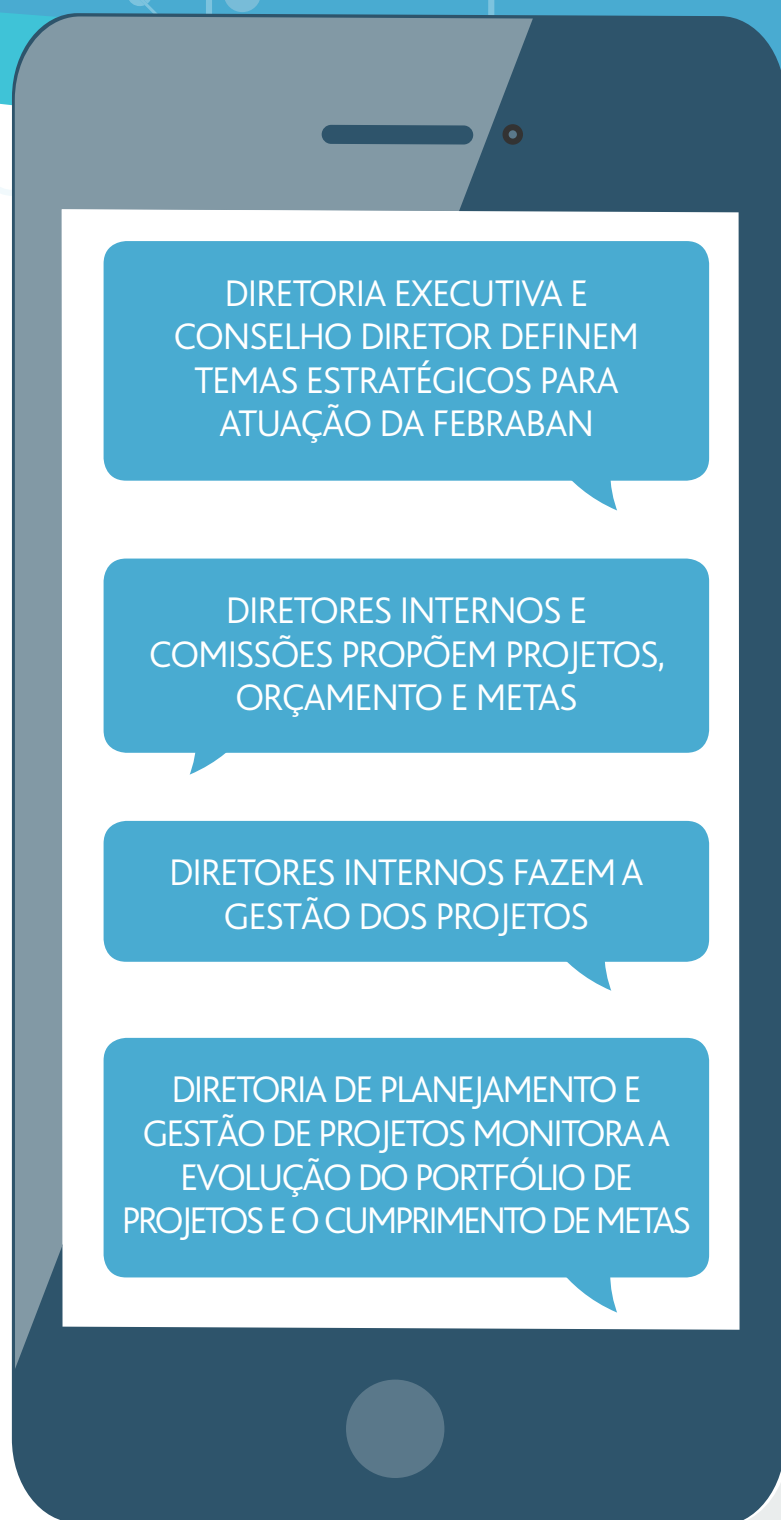 DIRETORIA EXECUTIVA E
CONSELHO DIRETOR DEFINEM
TEMAS ESTRATÉGICOS PARA
ATUAÇÃO DA FEBRABAN
DIRETORES INTERNOS E
COMISSÕES PROPÕEM PROJETOS,
ORÇAMENTO E METAS
DIRETORES INTERNOS FAZEM A
GESTÃO DOS PROJETOS
DIRETORIA DE PLANEJAMENTO E
GESTÃO DE PROJETOS MONITORA A
EVOLUÇÃO DO PORTFÓLIO DE
PROJETOS E O CUMPRIMENTO DE METAS